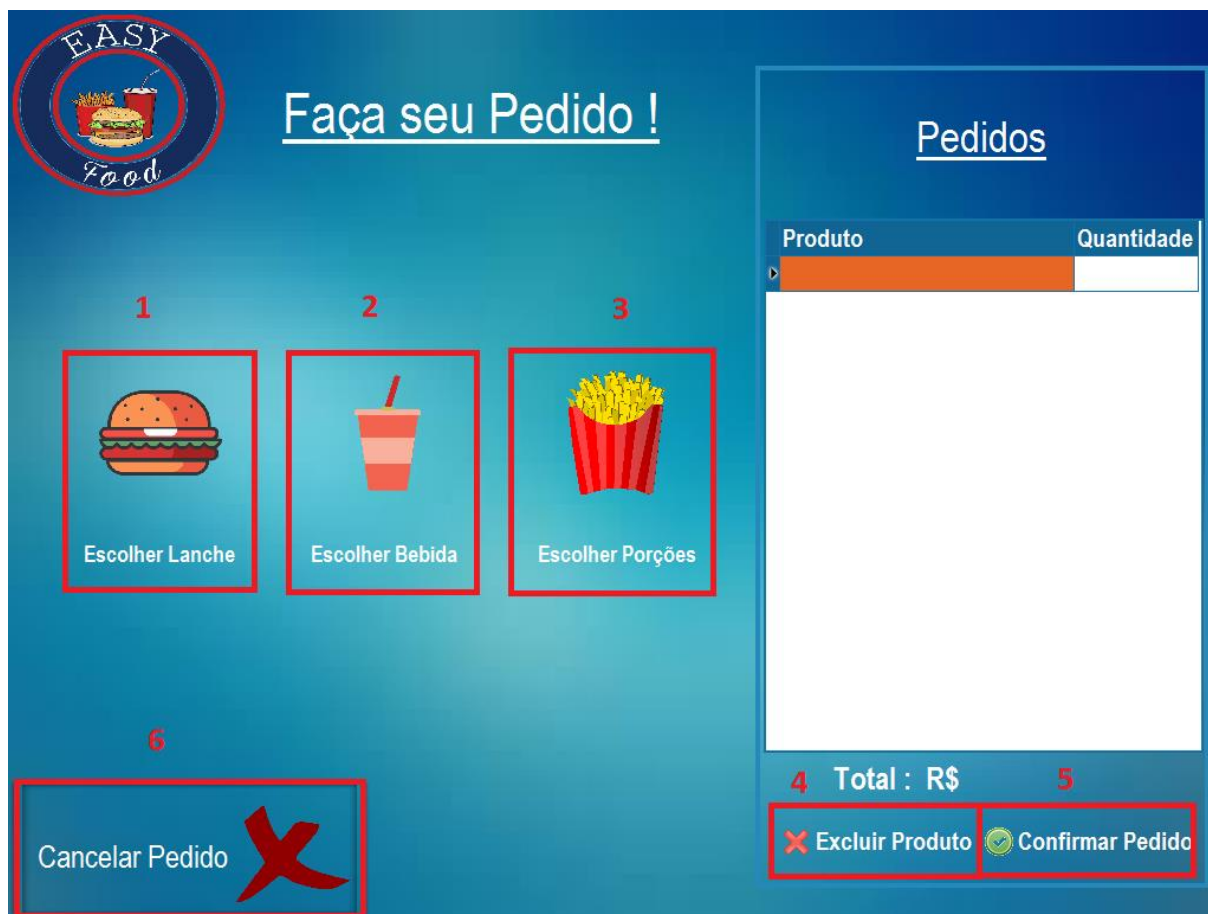 EASY
Food
Faça seu Pedido !
Pedidos
Produto Quantidade
1 2 3
Escolher Lanche Escolher Bebida Escolher Porções
6
Cancelar Pedido
Total : R$
4 5
Excluir Produto Confirmar Pedido